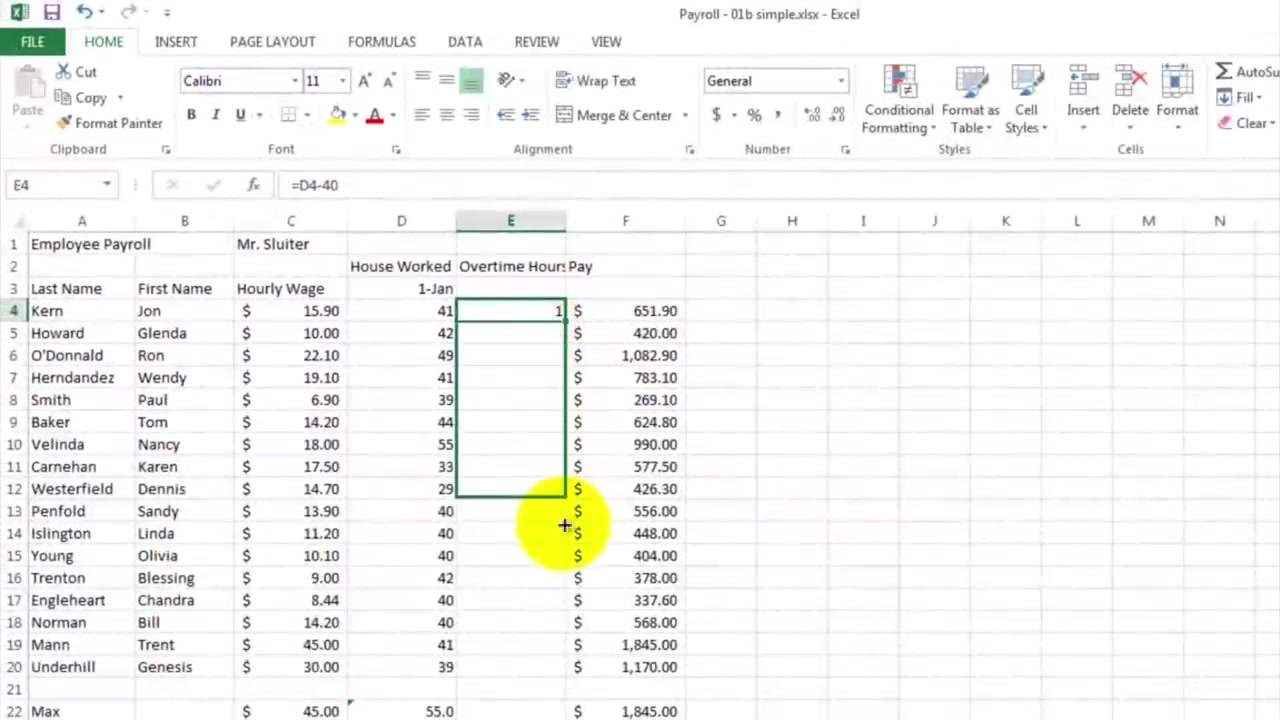 Payroll - 01b simple.xlsx - Excel
FILE HOME INSERT PAGE LAYOUT FORMULAS DATA REVIEW VIEW
Cut
Copy
Format Painter
Paste
Clipboard
Calibri 11
B I U
Font
Wrap Text
Merge & Center
Alignment
General
$ % ,
Number
Conditional Formatting
Format as Table
Cell Styles
Styles
Insert Delete Format
Cells
AutoSu
Fill
Clear
E4 fx =D4-40
A B C D E F G H I J K L M N
1 Employee Payroll Mr. Sluiter
2 House Worked Overtime Hours Pay
3 Last Name First Name Hourly Wage 1-Jan
4 Kern Jon $ 15.90 41 1 $ 651.90
5 Howard Glenda $ 10.00 42 $ 420.00
6 O'Donnald Ron $ 22.10 49 $ 1,082.90
7 Herndandez Wendy $ 19.10 41 $ 783.10
8 Smith Paul $ 6.90 39 $ 269.10
9 Baker Tom $ 14.20 44 $ 624.80
10 Velinda Nancy $ 18.00 55 $ 990.00
11 Carnehan Karen $ 17.50 33 $ 577.50
12 Westerfield Dennis $ 14.70 29 $ 426.30
13 Penfold Sandy $ 13.90 40 $ 556.00
14 Islington Linda $ 11.20 40 $ 448.00
15 Young Olivia $ 10.10 40 $ 404.00
16 Trenton Blessing $ 9.00 42 $ 378.00
17 Engleheart Chandra $ 8.44 40 $ 337.60
18 Norman Bill $ 14.20 40 $ 568.00
19 Mann Trent $ 45.00 41 $ 1,845.00
20 Underhill Genesis $ 30.00 39 $ 1,170.00
21
22 Max $ 45.00 55.0 $ 1,845.00